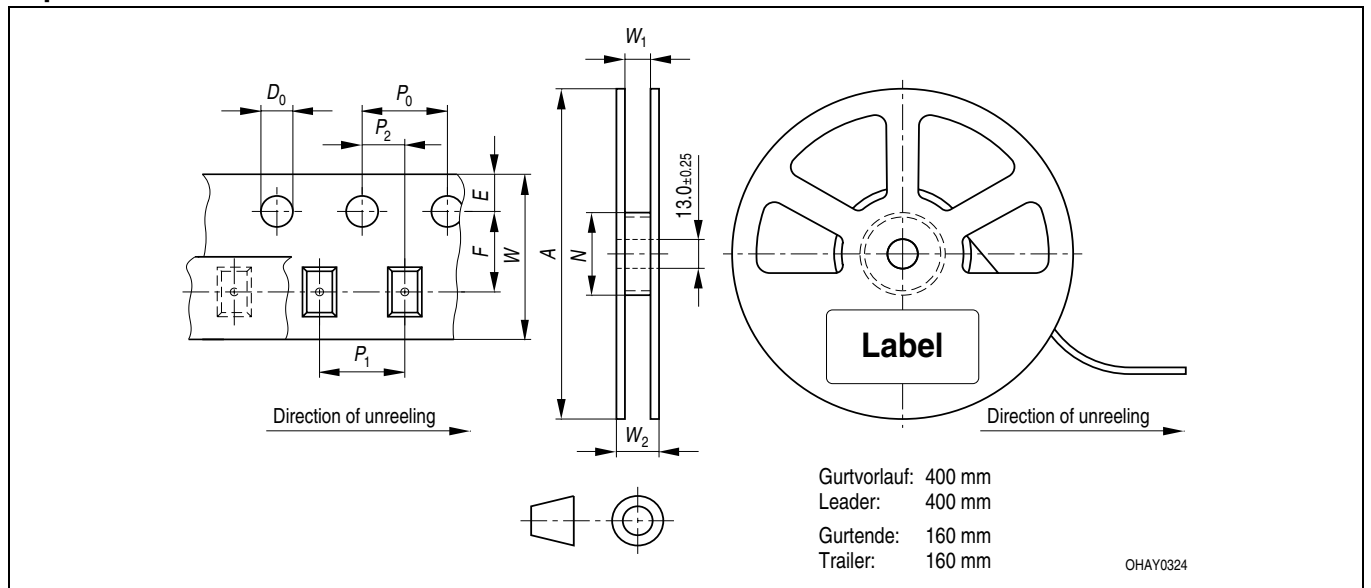 W1
D0
P0
P2
13.0±0.25
E
F
W
A
N
Label
P1
Direction of unreeling
Direction of unreeling
W2
Gurtvorlauf: 400 mm
Leader: 400 mm
Gurtende: 160 mm
Trailer: 160 mm
OHAY0324